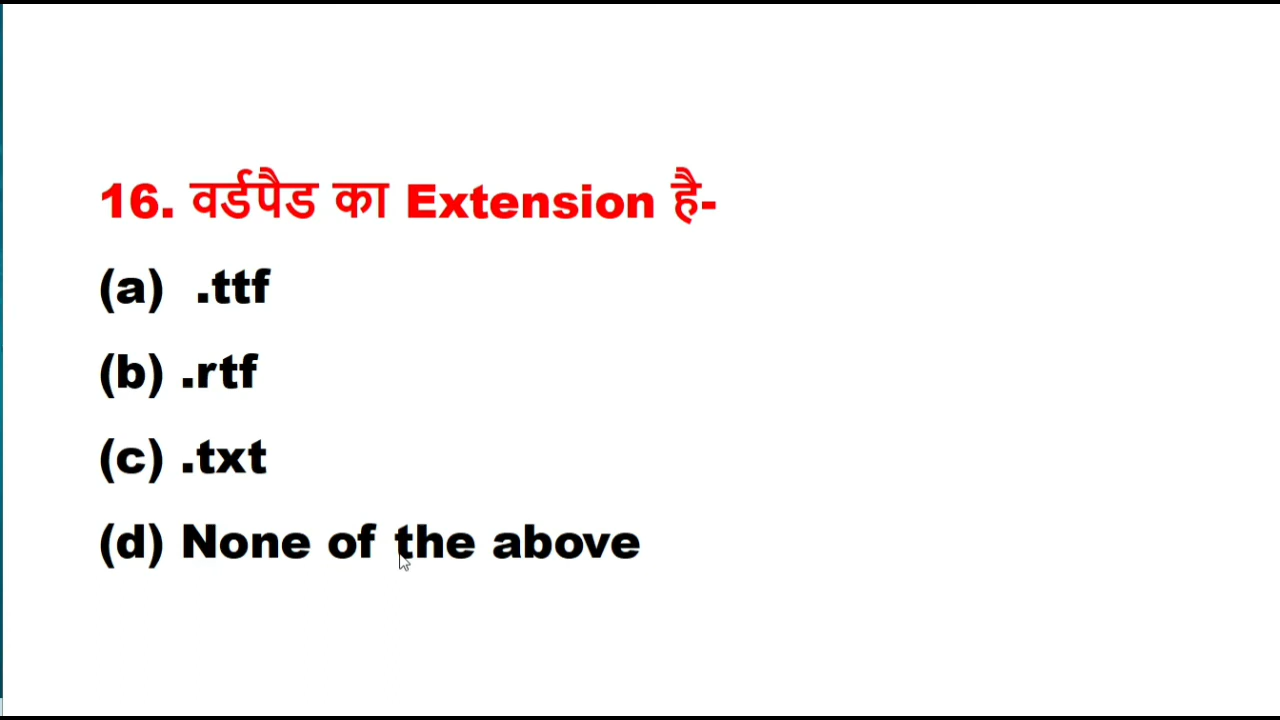 16. वर्डपैड का Extension है-
(a) .ttf
(b) .rtf
(c) .txt
(d) None of the above